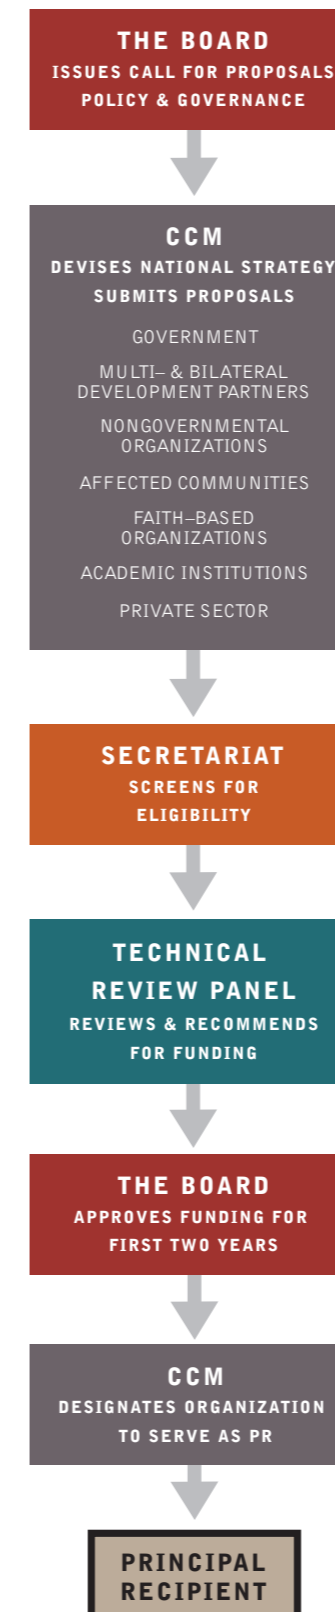 THE BOARD
ISSUES CALL FOR PROPOSALS
POLICY & GOVERNANCE
CCM
DEVISES NATIONAL STRATEGY
SUBMITS PROPOSALS
GOVERNMENT
MULTI– & BILATERAL
DEVELOPMENT PARTNERS
NONGOVERNMENTAL
ORGANIZATIONS
AFFECTED COMMUNITIES
FAITH–BASED
ORGANIZATIONS
ACADEMIC INSTITUTIONS
PRIVATE SECTOR
SECRETARIAT
SCREENS FOR
ELIGIBILITY
TECHNICAL
REVIEW PANEL
REVIEWS & RECOMMENDS
FOR FUNDING
THE BOARD
APPROVES FUNDING FOR
FIRST TWO YEARS
CCM
DESIGNATES ORGANIZATION
TO SERVE AS PR
PRINCIPAL
RECIPIENT